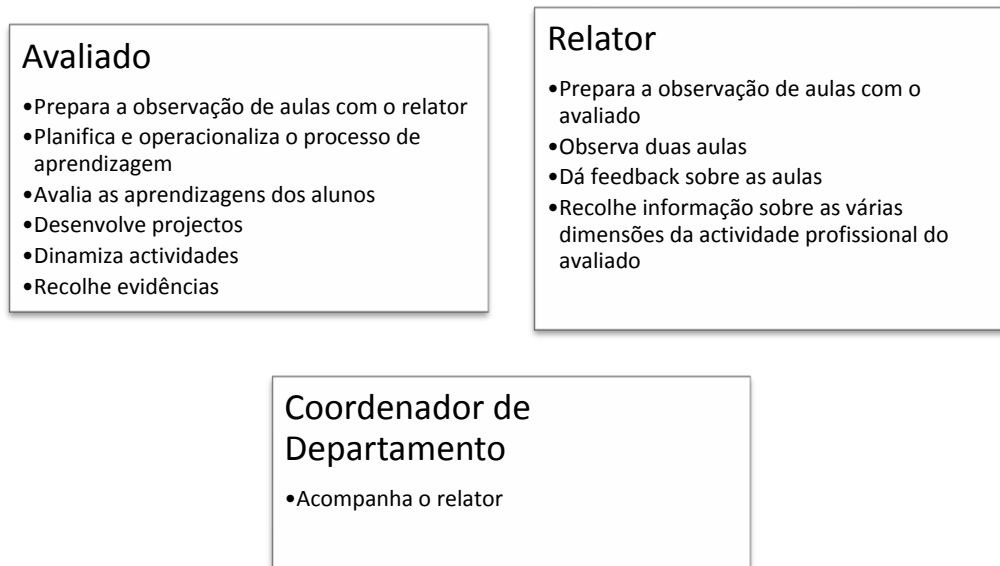 Avaliado
•Prepara a observação de aulas com o relator
•Planifica e operacionaliza o processo de
aprendizagem
•Avalia as aprendizagens dos alunos
•Desenvolve projectos
•Dinamiza actividades
•Recolhe evidências
Relator
•Prepara a observação de aulas com o
avaliado
•Observa duas aulas
•Dá feedback sobre as aulas
•Recolhe informação sobre as várias
dimensões da actividade profissional do
avaliado
Coordenador de
Departamento
•Acompanha o relator